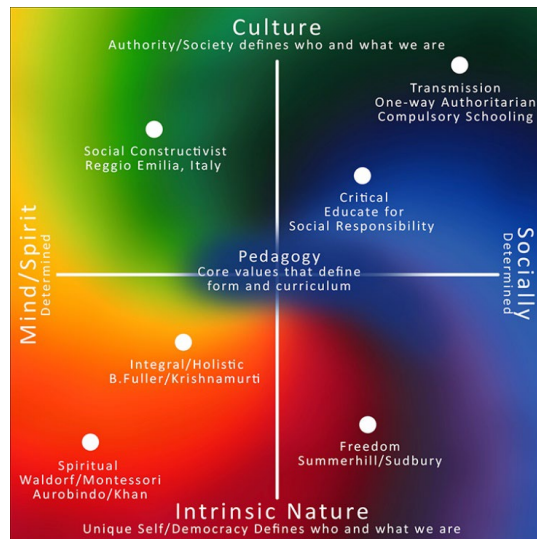 Culture
Authority/Society defines who and what we are
Transmission
One-way Authoritarian
Compulsory Schooling
Social Constructivist
Reggio Emilia, Italy
Critical
Educate for
Social Responsibility
Mind/Spirit
Determined
Pedagogy
Core values that define
form and curriculum
Socially
Determined
Integral/Holistic
B.Fuller/Krishnamurti
Spiritual
Waldorf/Montessori
Aurobindo/Khan
Freedom
Summerhill/Sudbury
Intrinsic Nature
Unique Self/Democracy Defines who and what we are